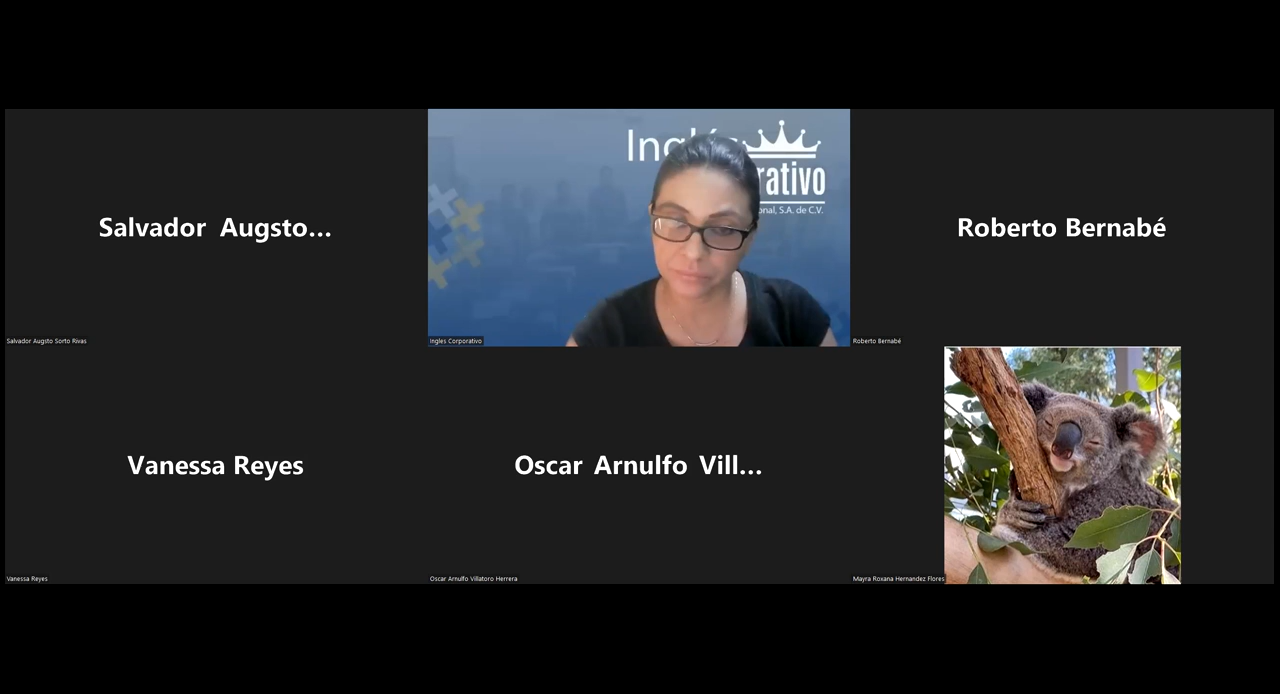 Salvador Augsto...
Salvador Augsto Sorto Rivas
Inglés
rativo
onal, S.A. de C.V.
Ingles Corporativo
Roberto Bernabé
Roberto Bernabé
Vanessa Reyes
Vanessa Reyes
Oscar Arnulfo Vill...
Oscar Arnulfo Villatoro Herrera
Mayra Roxana Hernandez Flores